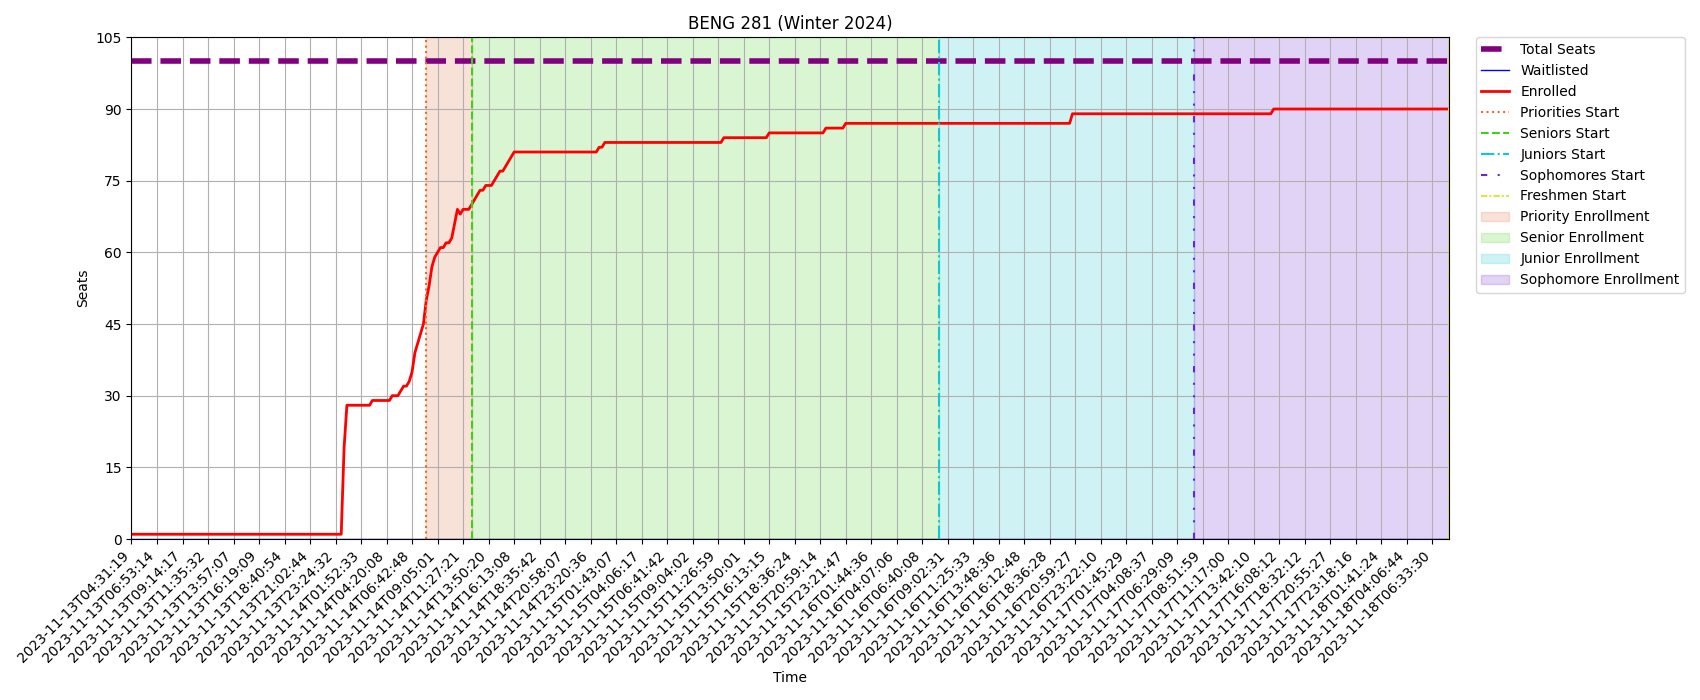 BENG 281 (Winter 2024)
105
90
75
60
45
30
15
0
Seats
2023-11-13T04:31:19
2023-11-13T06:53:14
2023-11-13T09:14:17
2023-11-13T11:35:32
2023-11-13T13:57:07
2023-11-13T16:19:09
2023-11-13T18:40:54
2023-11-13T21:02:44
2023-11-13T23:24:32
2023-11-14T01:52:33
2023-11-14T04:20:08
2023-11-14T06:42:48
2023-11-14T09:05:01
2023-11-14T11:27:21
2023-11-14T13:50:20
2023-11-14T16:13:08
2023-11-14T18:35:42
2023-11-14T20:58:07
2023-11-14T23:20:36
2023-11-15T01:43:07
2023-11-15T04:06:17
2023-11-15T06:41:42
2023-11-15T09:04:02
2023-11-15T11:26:59
2023-11-15T13:50:01
2023-11-15T16:13:15
2023-11-15T18:36:24
2023-11-15T20:59:14
2023-11-15T23:21:47
2023-11-16T01:44:36
2023-11-16T04:07:06
2023-11-16T06:40:08
2023-11-16T09:02:31
2023-11-16T11:25:33
2023-11-16T13:48:36
2023-11-16T16:12:48
2023-11-16T18:36:28
2023-11-16T20:59:27
2023-11-16T23:22:10
2023-11-17T01:45:29
2023-11-17T04:08:37
2023-11-17T06:29:09
2023-11-17T08:51:59
2023-11-17T11:17:00
2023-11-17T13:42:10
2023-11-17T16:08:12
2023-11-17T18:32:12
2023-11-17T20:55:27
2023-11-17T23:18:16
2023-11-18T01:41:24
2023-11-18T04:06:44
2023-11-18T06:33:30
Time
Total Seats
Waitlisted
Enrolled
Priorities Start
Seniors Start
Juniors Start
Sophomores Start
Freshmen Start
Priority Enrollment
Senior Enrollment
Junior Enrollment
Sophomore Enrollment